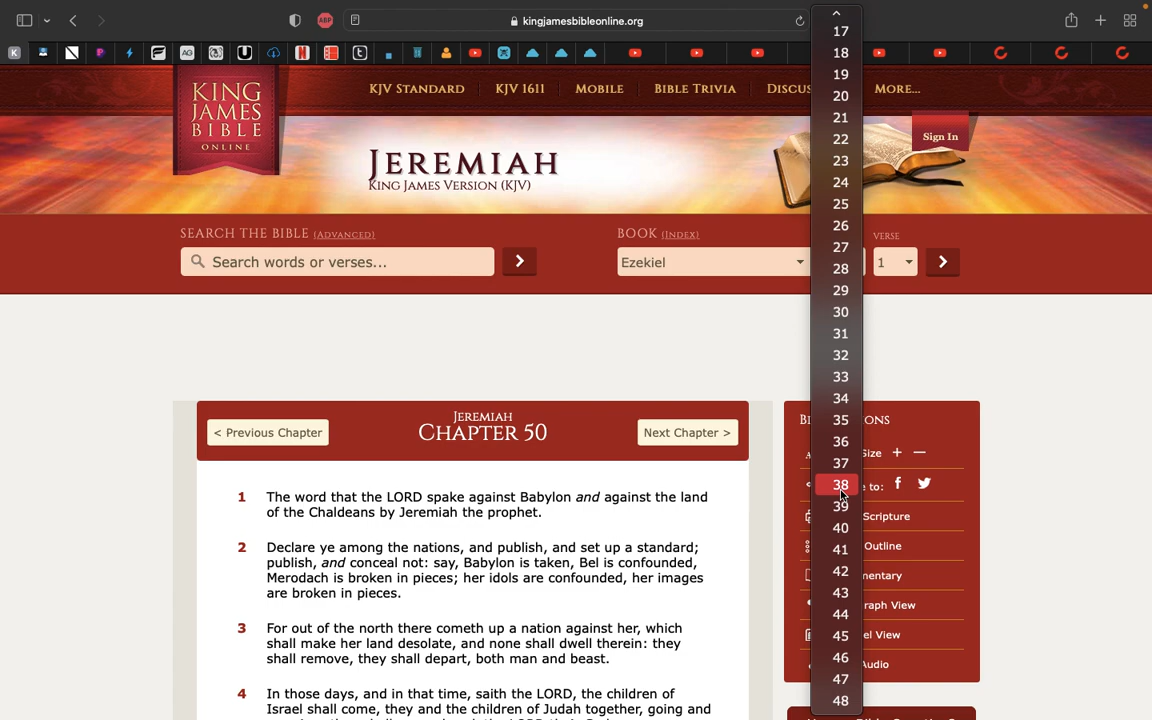 kingjamesbibleonline.org
KING
JAMES
BIBLE
ONLINE
KJV STANDARD
KJV 1611
MOBILE
BIBLE TRIVIA
DISCUS
MORE...
Sign In
JEREMIAH
KING JAMES VERSION (KJV)
SEARCH THE BIBLE (ADVANCED)
Search words or verses...
BOOK (INDEX)
Ezekiel
VERSE
1
17
18
19
20
21
22
23
24
25
26
27
28
29
30
31
32
33
34
35
36
37
38
39
40
41
42
43
44
45
46
47
48
< Previous Chapter
JEREMIAH
CHAPTER 50
Next Chapter >
1 The word that the LORD spake against Babylon and against the land
of the Chaldeans by Jeremiah the prophet.
2 Declare ye among the nations, and publish, and set up a standard;
publish, and conceal not: say, Babylon is taken, Bel is confounded,
Merodach is broken in pieces; her idols are confounded, her images
are broken in pieces.
3 For out of the north there cometh up a nation against her, which
shall make her land desolate, and none shall dwell therein: they
shall remove, they shall depart, both man and beast.
4 In those days, and in that time, saith the LORD, the children of
Israel shall come, they and the children of Judah together, going and
BI ONS
Size + —
e to:
Scripture
Outline
mentary
raph View
el View
Audio